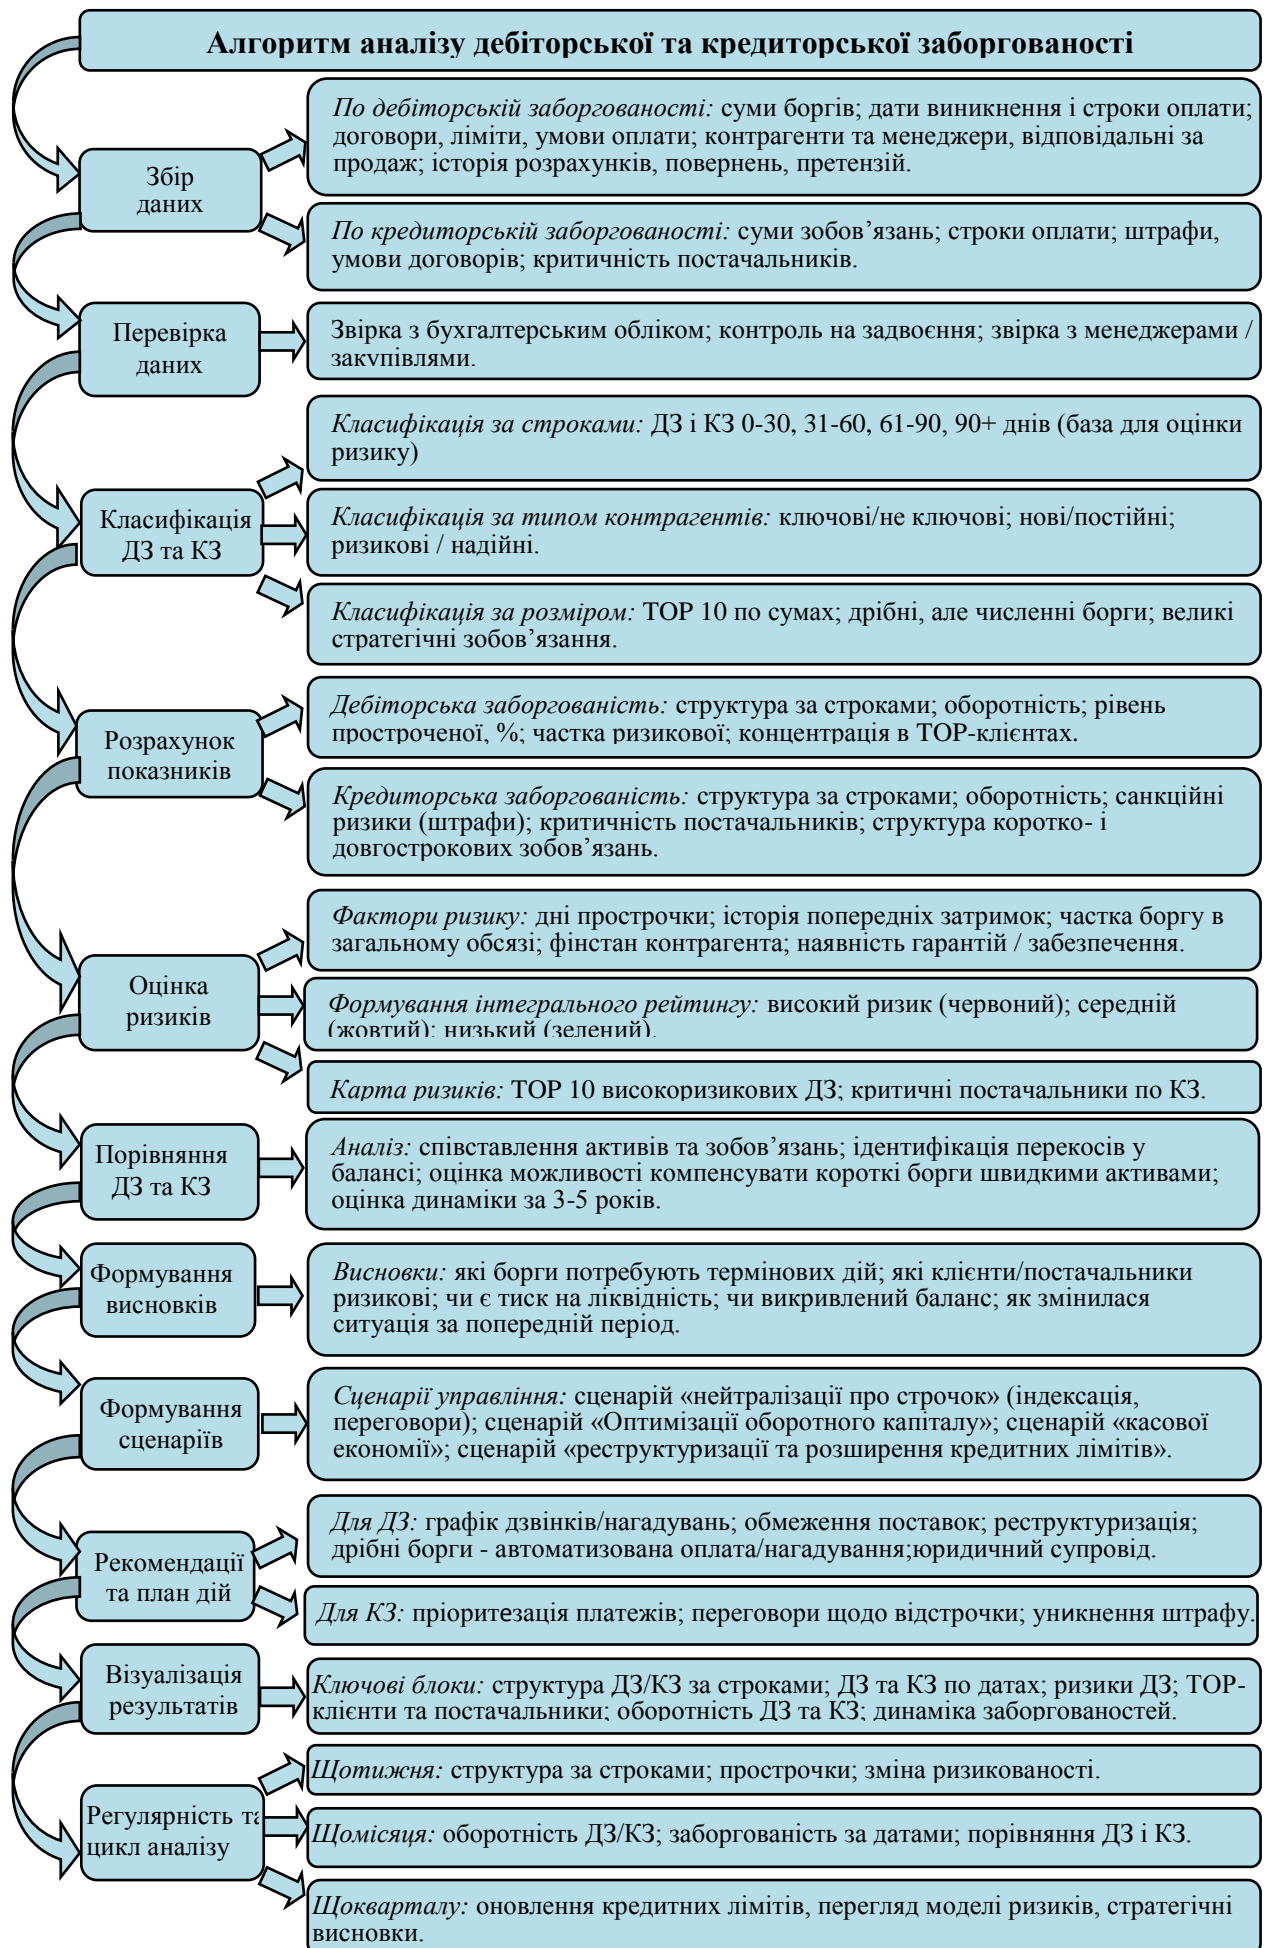 Алгоритм аналізу дебіторської та кредиторської заборгованості
Збір
даних
По дебіторській заборгованості: суми боргів; дати виникнення і строки оплати;
договори, ліміти, умови оплати; контрагенти та менеджери, відповідальні за
продаж; історія розрахунків, повернень, претензій.
По кредиторській заборгованості: суми зобов’язань; строки оплати; штрафи,
умови договорів; критичність постачальників.
Перевірка
даних
Звірка з бухгалтерським обліком; контроль на задвоєння; звірка з менеджерами /
закупівлями.
Класифікація
ДЗ та КЗ
Класифікація за строками: ДЗ і КЗ 0-30, 31-60, 61-90, 90+ днів (база для оцінки
ризику)
Класифікація за типом контрагентів: ключові/не ключові; нові/постійні;
ризикові / надійні.
Класифікація за розміром: ТОР 10 по сумах; дрібні, але численні борги; великі
стратегічні зобов’язання.
Розрахунок
показників
Дебіторська заборгованість: структура за строками; оборотність; рівень
простроченої, %; частка ризикової; концентрація в ТОР-клієнтах.
Кредиторська заборгованість: структура за строками; оборотність; санкційні
ризики (штрафи); критичність постачальників; структура коротко- і
довгострокових зобов’язань.
Оцінка
ризиків
Фактори ризику: дні прострочки; історія попередніх затримок; частка боргу в
загальному обсязі; фінстан контрагента; наявність гарантій / забезпечення.
Формування інтегрального рейтингу: високий ризик (червоний); середній
(жовтий); низький (зелений).
Карта ризиків: ТОР 10 високоризикових ДЗ; критичні постачальники по КЗ.
Порівняння
ДЗ та КЗ
Аналіз: співставлення активів та зобов’язань; ідентифікація перекосів у
балансі; оцінка можливості компенсувати короткі борги швидкими активами;
оцінка динаміки за 3-5 років.
Формування
висновків
Висновки: які борги потребують термінових дій; які клієнти/постачальники
ризикові; чи є тиск на ліквідність; чи викривлений баланс; як змінилася
ситуація за попередній період.
Формування
сценаріїв
Сценарії управління: сценарій «нейтралізації про строчок» (індексація,
переговори); сценарій «Оптимізації оборотного капіталу»; сценарій «касової
економії»; сценарій «реструктуризації та розширення кредитних лімітів».
Рекомендації
та план дій
Для ДЗ: графік дзвінків/нагадувань; обмеження поставок; реструктуризація;
дрібні борги - автоматизована оплата/нагадування;юридичний супровід.
Для КЗ: пріоритезація платежів; переговори щодо відстрочки; уникнення штрафу.
Візуалізація
результатів
Ключові блоки: структура ДЗ/КЗ за строками; ДЗ та КЗ по датах; ризики ДЗ; ТОР-
клієнти та постачальники; оборотність ДЗ та КЗ; динаміка заборгованостей.
Регулярність та
цикл аналізу
Щотижня: структура за строками; прострочки; зміна ризикованості.
Щомісяця: оборотність ДЗ/КЗ; заборгованість за датами; порівняння ДЗ і КЗ.
Щокварталу: оновлення кредитних лімітів, перегляд моделі ризиків, стратегічні
висновки.